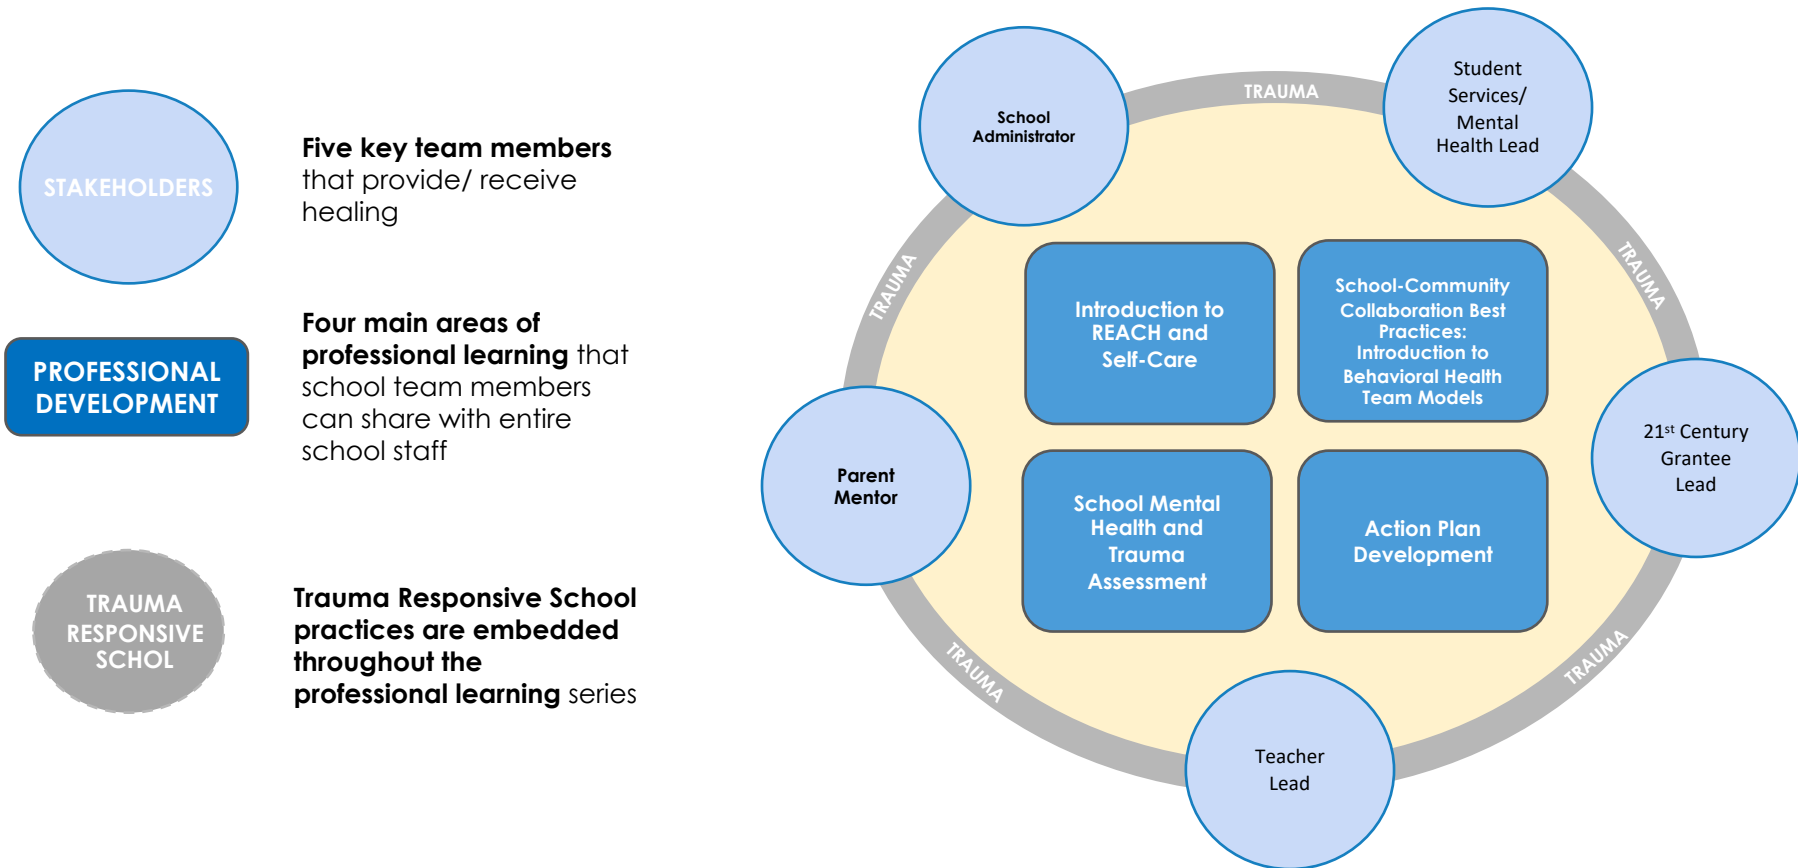 STAKEHOLDERS
Five key team members
that provide/ receive
healing
PROFESSIONAL
DEVELOPMENT
Four main areas of
professional learning that
school team members
can share with entire
school staff
TRAUMA
RESPONSIVE
SCHOL
Trauma Responsive School
practices are embedded
throughout the
professional learning series
School
Administrator
TRAUMA
Student
Services/
Mental
Health Lead
TRAUMA
TRAUMA
Introduction to
REACH and
Self-Care
School-Community
Collaboration Best
Practices:
Introduction to
Behavioral Health
Team Models
Parent
Mentor
21st Century
Grantee
Lead
School Mental
Health and
Trauma
Assessment
Action Plan
Development
TRAUMA
TRAUMA
Teacher
Lead